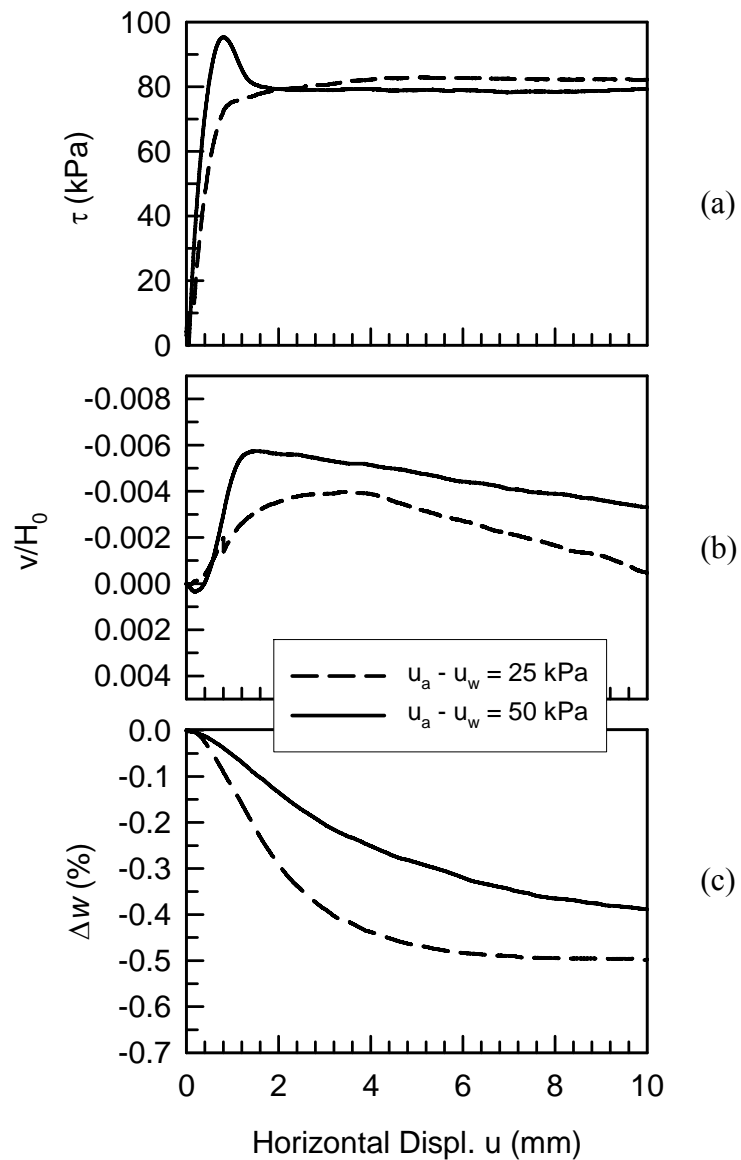 100
80
60
40
20
0
τ (kPa)
(a)
-0.008
-0.006
-0.004
-0.002
0.000
0.002
0.004
v/H₀
(b)
uₐ - u_w = 25 kPa
uₐ - u_w = 50 kPa
0.0
-0.1
-0.2
-0.3
-0.4
-0.5
-0.6
-0.7
Δw (%)
(c)
0 2 4 6 8 10
Horizontal Displ. u (mm)